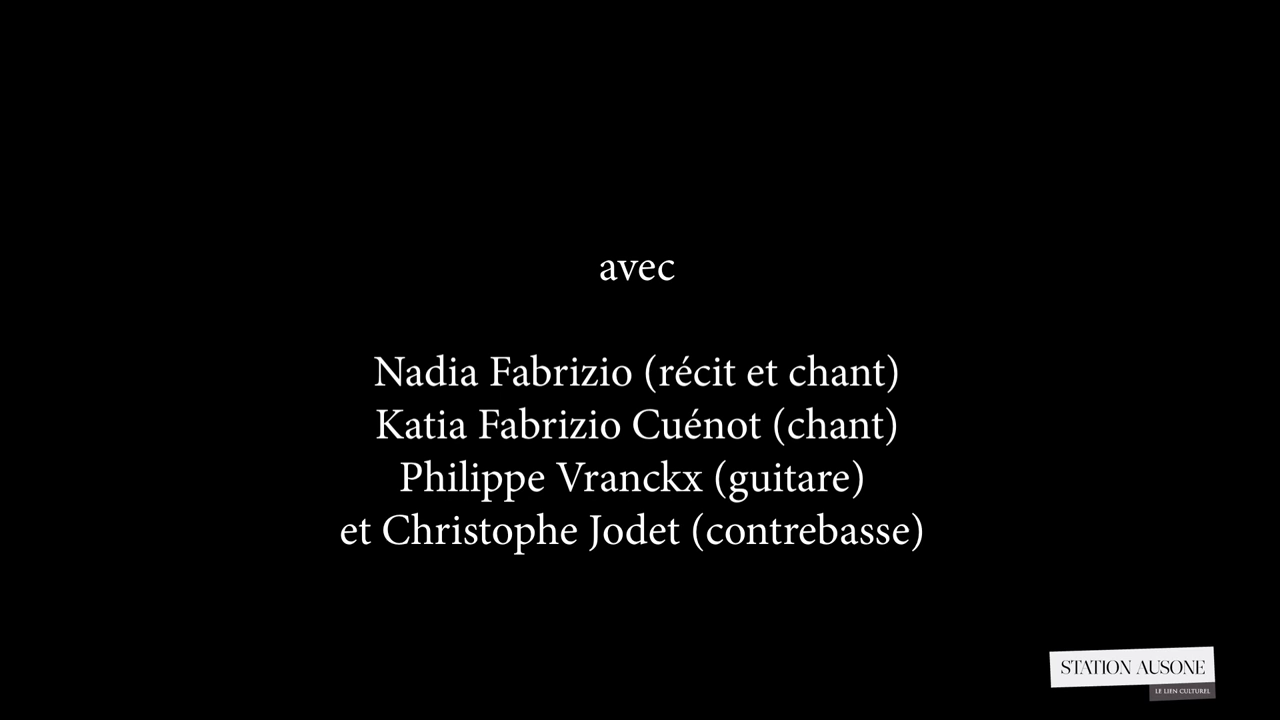 avec
Nadia Fabrizio (récit et chant)
Katia Fabrizio Cuénot (chant)
Philippe Vranckx (guitare)
et Christophe Jodet (contrebasse)
STATION AUSONE
LE LIEN CULTUREL